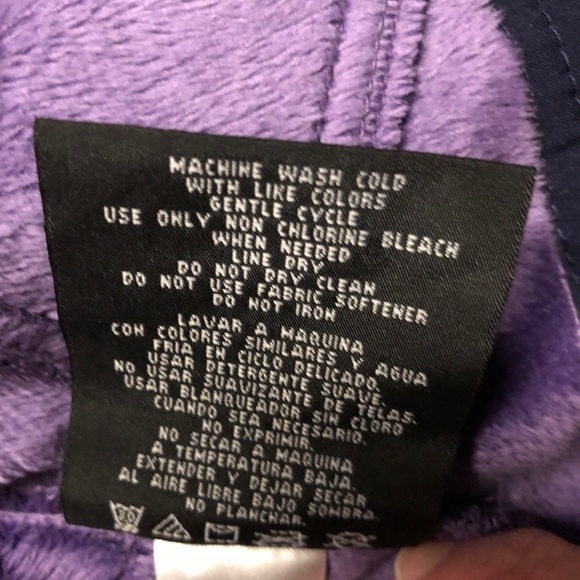 MACHINE WASH COLD
WITH LIKE COLORS
GENTLE CYCLE
USE ONLY NON CHLORINE BLEACH
WHEN NEEDED
LINE DRY
DO NOT DRY CLEAN
DO NOT USE FABRIC SOFTENER
DO NOT IRON
LAVAR A MAQUINA
CON COLORES SIMILARES Y AGUA
FRIA EN CICLO DELICADO.
USAR DETERGENTE SUAVE.
NO USAR SUAVIZANTE DE TELAS.
USAR BLANQUEADOR SIN CLORO
CUANDO SEA NECESARIO.
NO EXPRIMIR.
NO SECAR A MAQUINA
A TEMPERATURA BAJA.
EXTENDER Y DEJAR SECAR
AL AIRE LIBRE BAJO SOMBRA.
NO PLANCHAR.